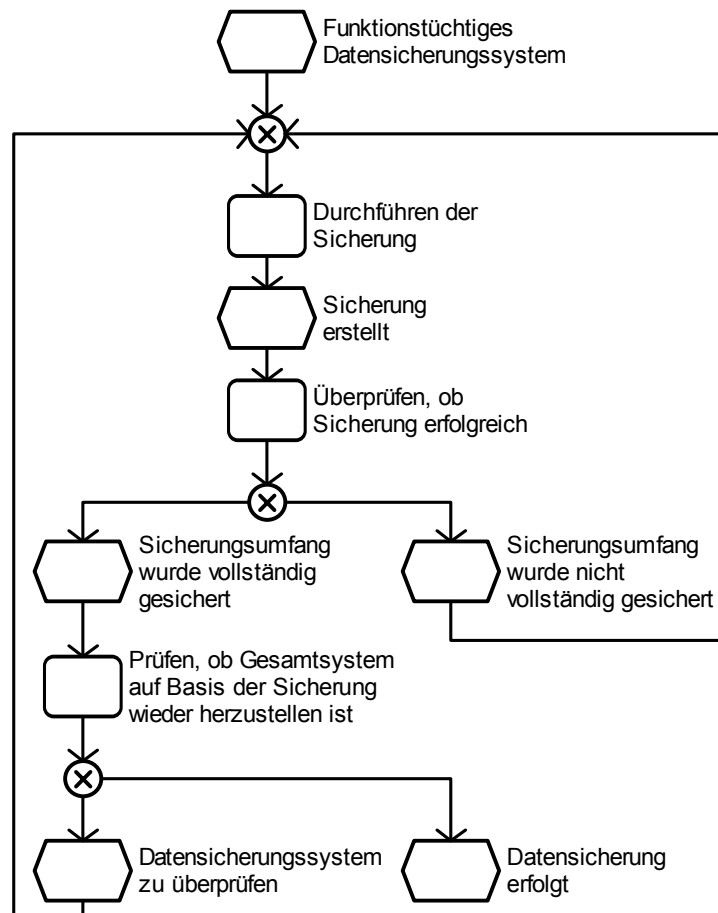 Funktionstüchtiges
Datensicherungssystem
Durchführen der
Sicherung
Sicherung
erstellt
Überprüfen, ob
Sicherung erfolgreich
Sicherungsumfang
wurde vollständig
gesichert
Sicherungsumfang
wurde nicht
vollständig gesichert
Prüfen, ob Gesamtsystem
auf Basis der Sicherung
wieder herzustellen ist
Datensicherungssystem
zu überprüfen
Datensicherung
erfolgt